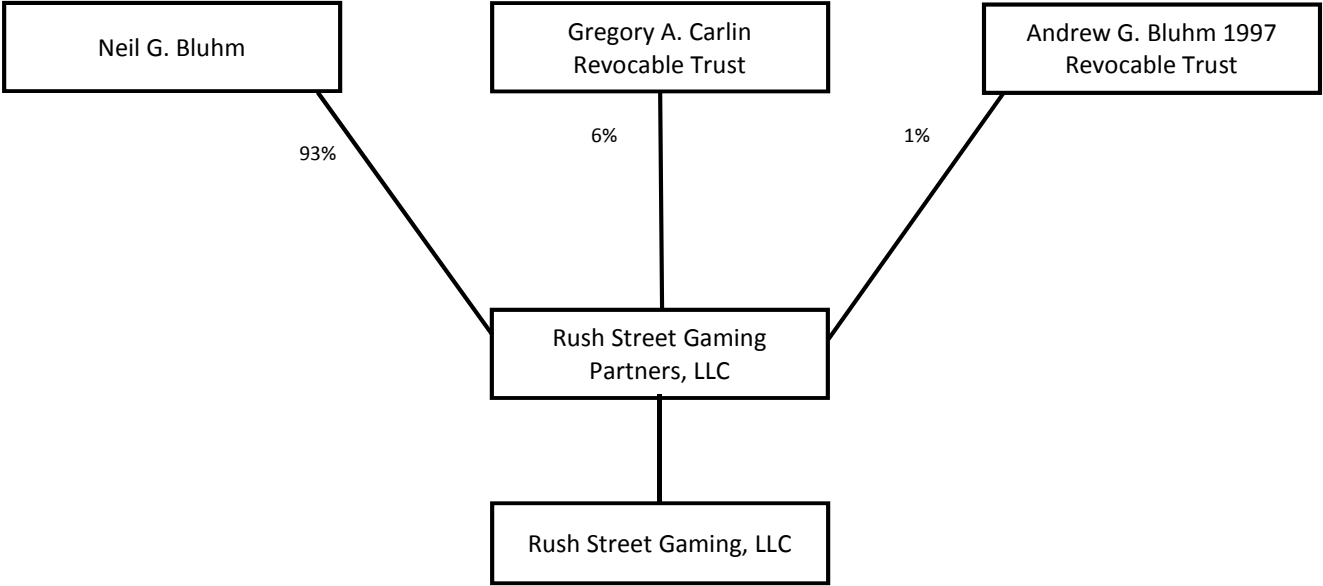 Neil G. Bluhm
Gregory A. Carlin
Revocable Trust
Andrew G. Bluhm 1997
Revocable Trust
93%
6%
1%
Rush Street Gaming
Partners, LLC
Rush Street Gaming, LLC